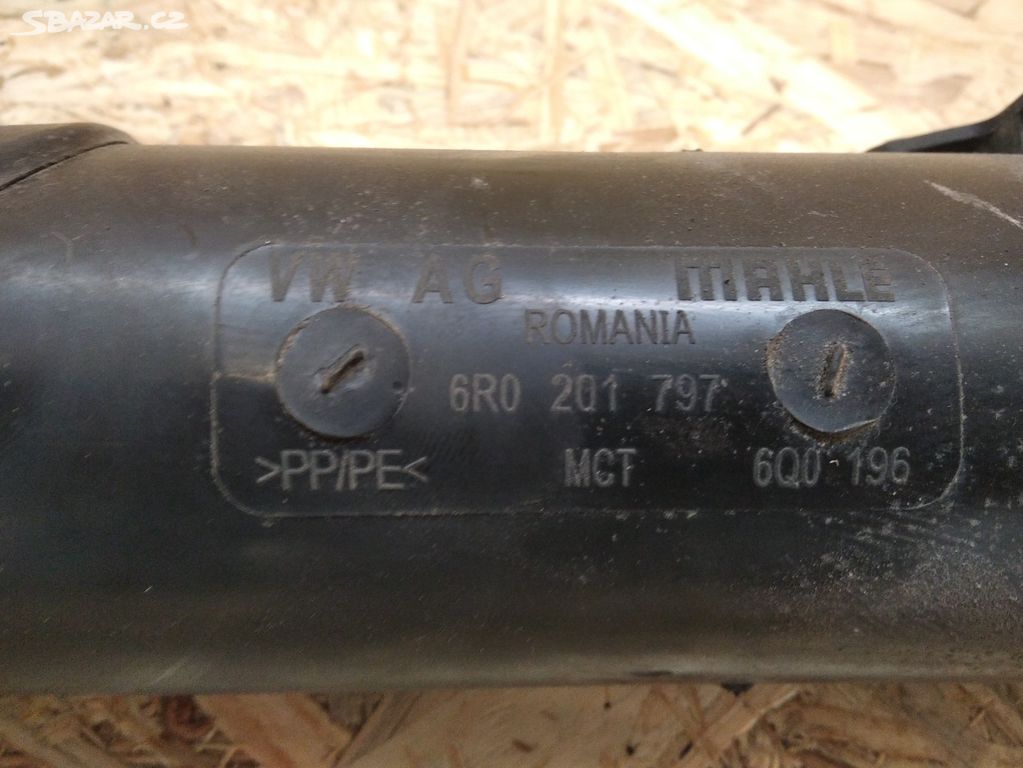 SBAZAR.CZ
VW AG MAHLE
ROMANIA
6R0 201 797
>PP/PE< MCT 6Q0 196